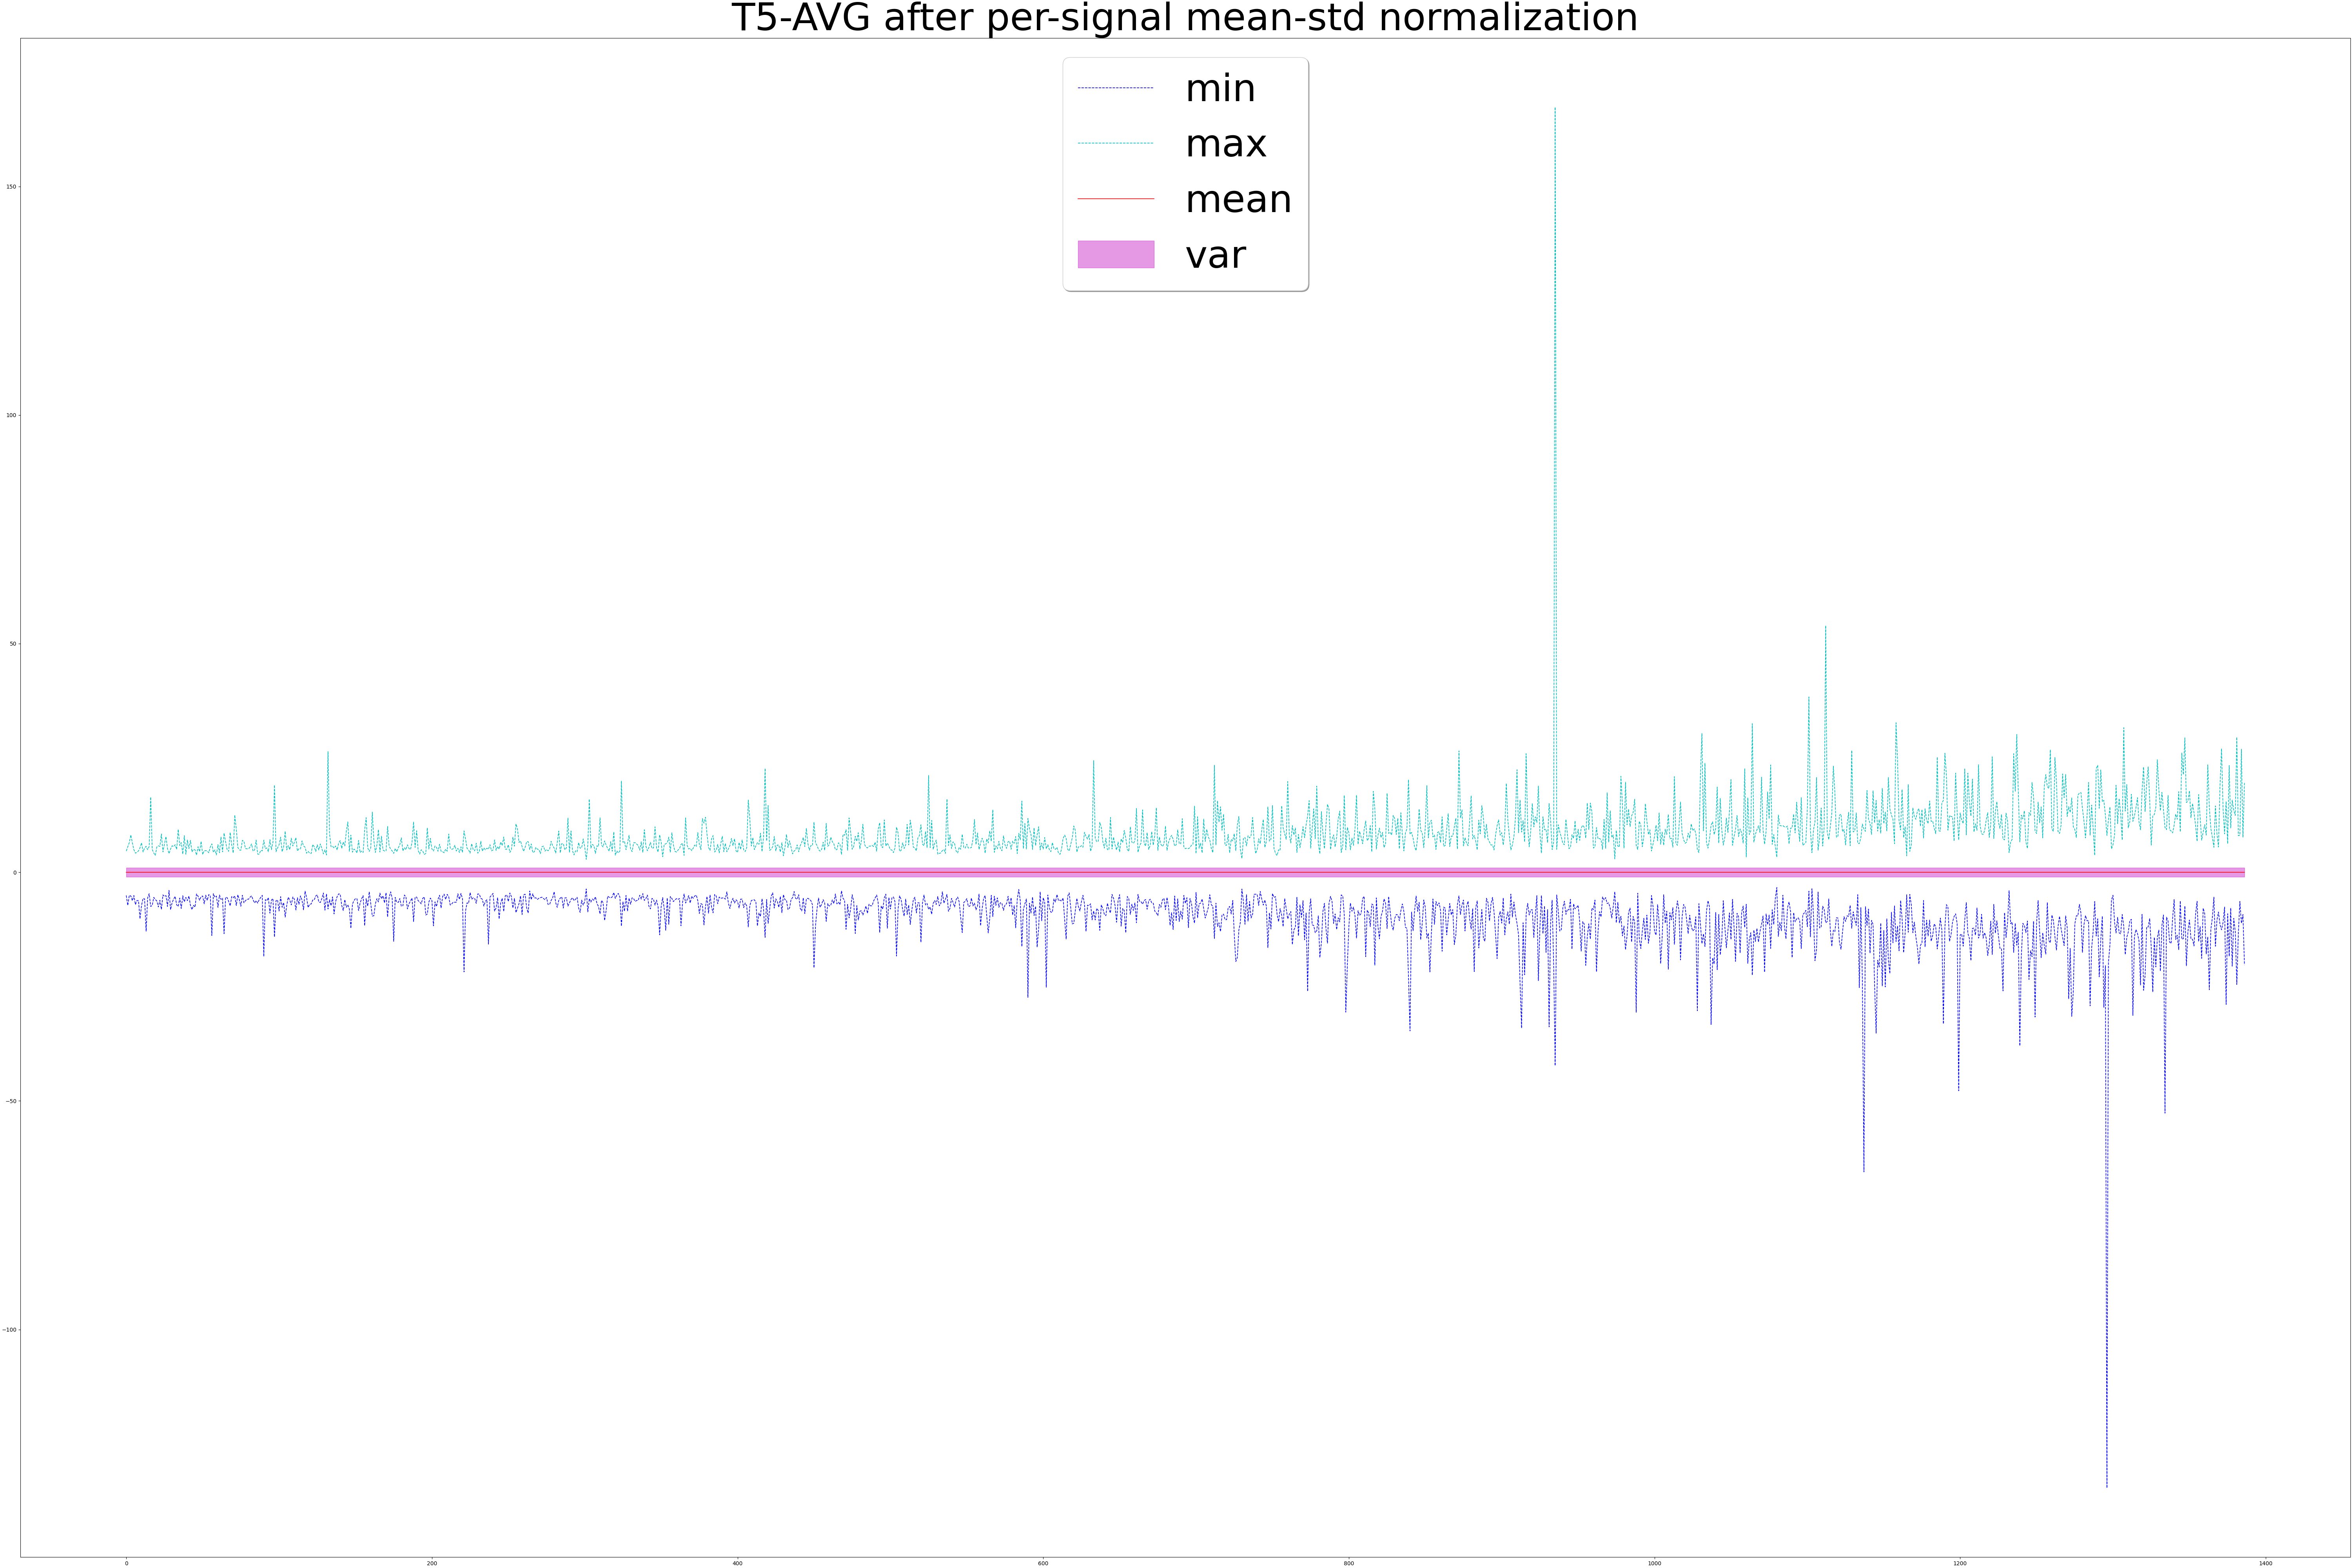 T5-AVG after per-signal mean-std normalization
min
max
mean
var
150
100
50
0
−50
−100
0 200 400 600 800 1000 1200 1400